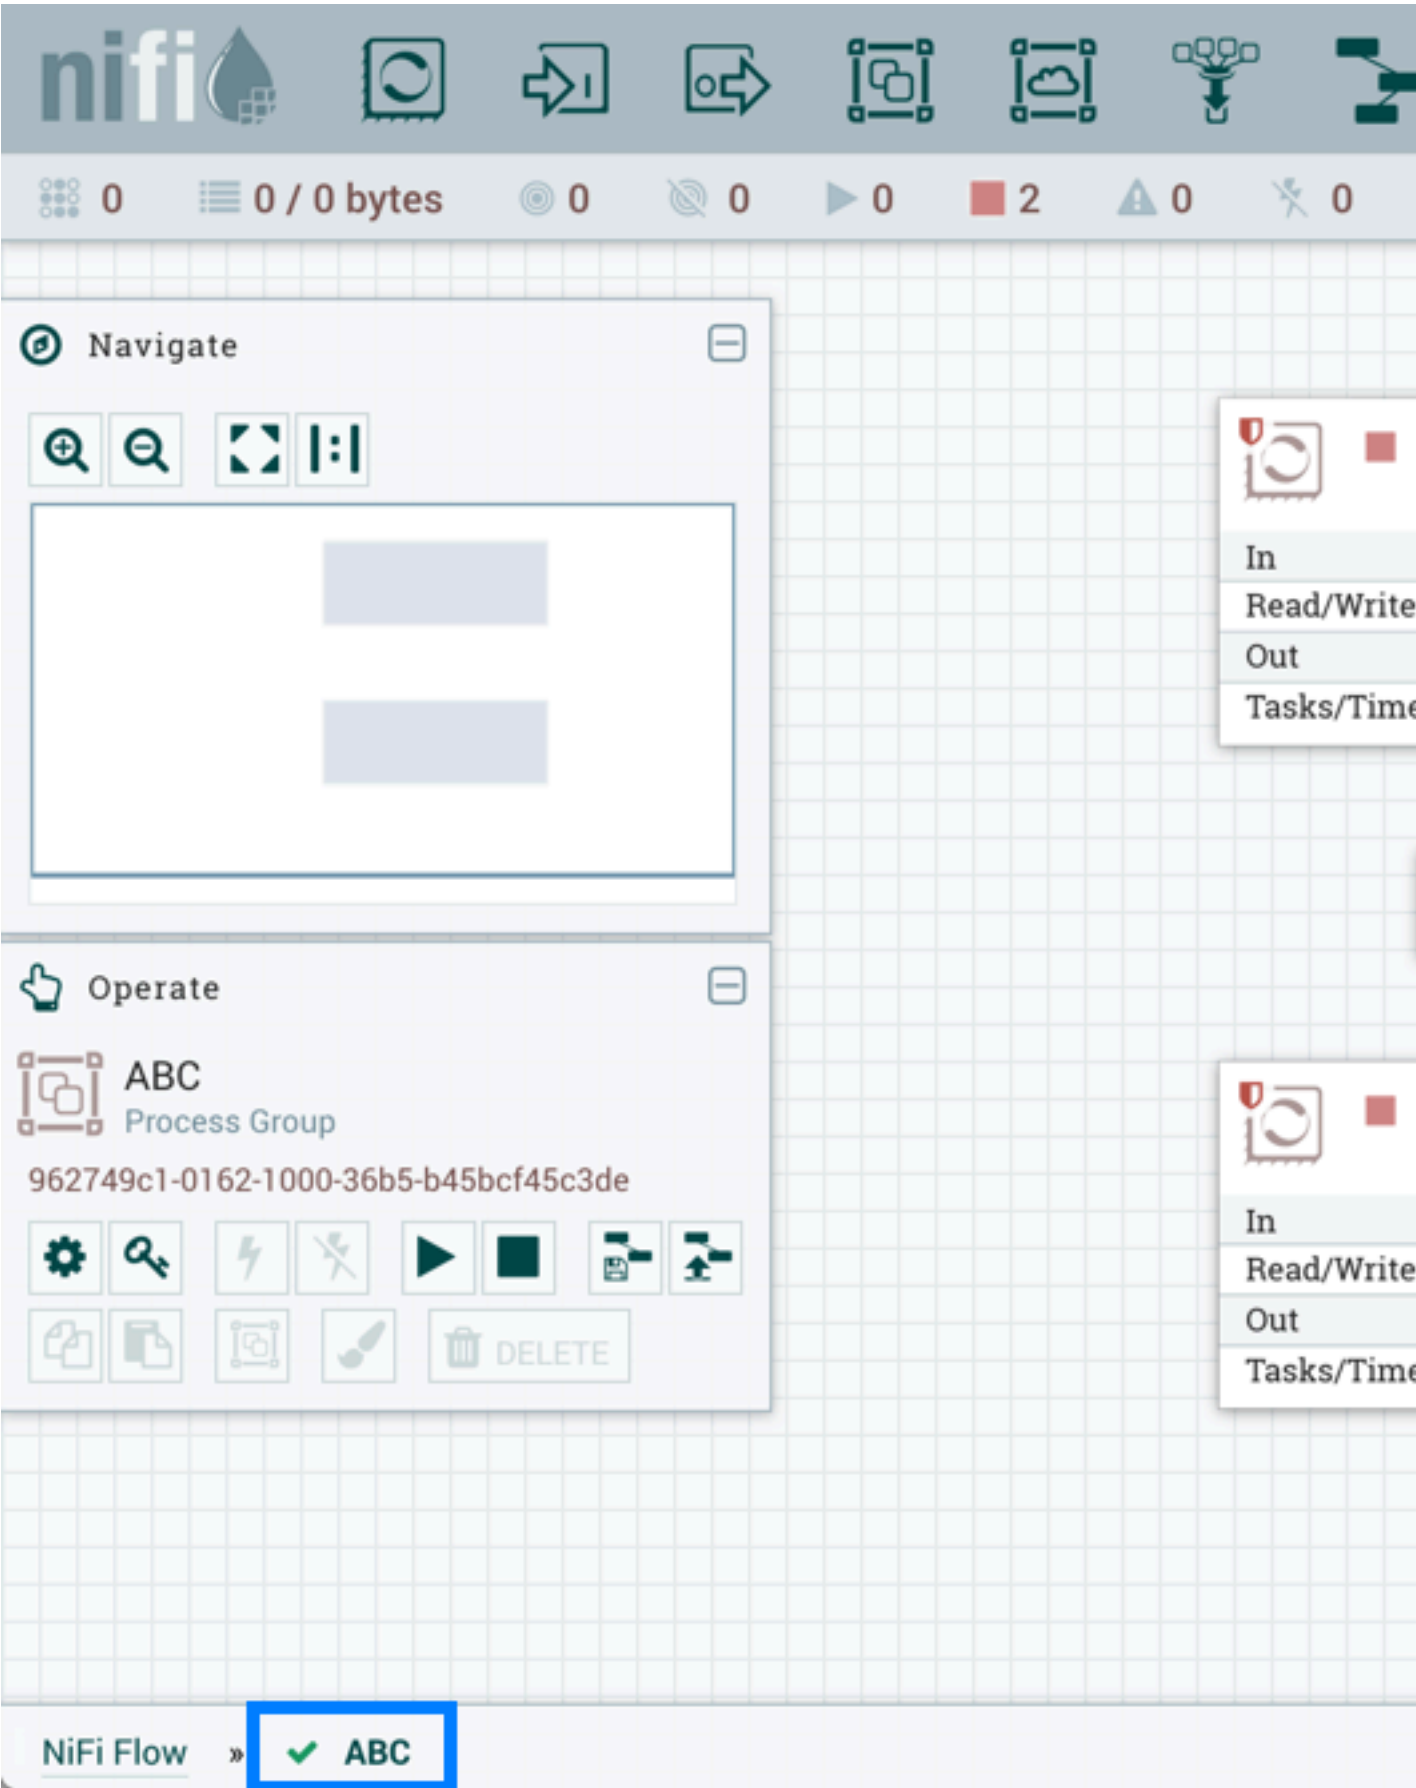 nifi
0 0 / 0 bytes 0 0 0 2 0 0
Navigate
In
Read/Write
Out
Tasks/Time
Operate
ABC
Process Group
962749c1-0162-1000-36b5-b45bcf45c3de
DELETE
In
Read/Write
Out
Tasks/Time
NiFi Flow » ABC